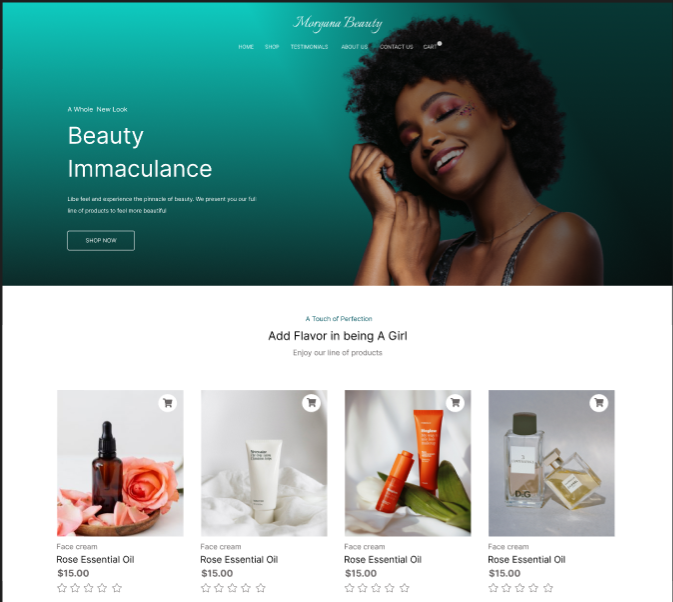 Morgana Beauty
HOME SHOP TESTIMONIALS ABOUT US CONTACT US CART
A Whole New Look
Beauty
Immaculance
Libe feel and experience the pinnacle of beauty. We present you our full
line of products to feel more beautiful
SHOP NOW
A Touch of Perfection
Add Flavor in being A Girl
Enjoy our line of products
D&G
Face cream Face cream Face cream Face cream
Rose Essential Oil Rose Essential Oil Rose Essential Oil Rose Essential Oil
$15.00 $15.00 $15.00 $15.00